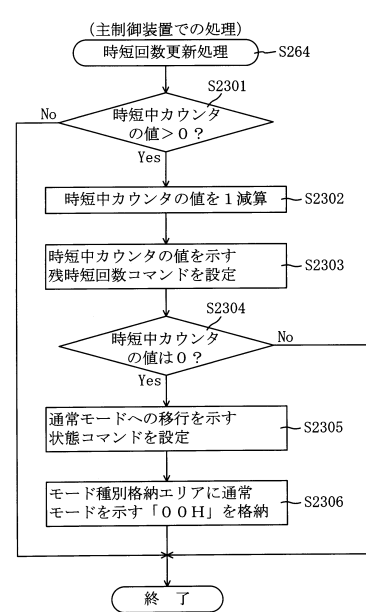 (主制御装置での処理)
時短回数更新処理
S264
S2301
No
時短中カウンタ
の値>0?
Yes
時短中カウンタの値を1減算
S2302
時短中カウンタの値を示す
残時短回数コマンドを設定
S2303
S2304
時短中カウンタ
の値は0?
No
Yes
通常モードへの移行を示す
状態コマンドを設定
S2305
モード種別格納エリアに通常
モードを示す「00H」を格納
S2306
終 了